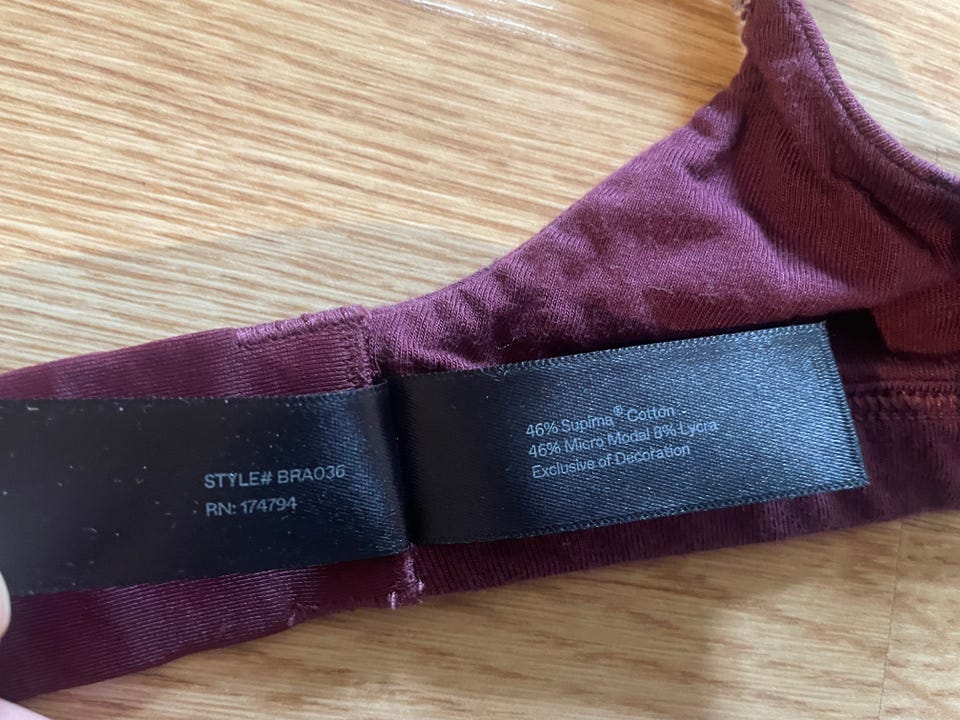 STYLE# BRA036
RN: 174794
46% Supima® Cotton
46% Micro Modal 8% Lycra
Exclusive of Decoration